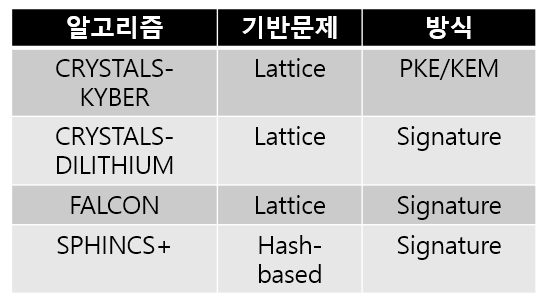 알고리즘 기반문제 방식
CRYSTALS-
KYBER Lattice PKE/KEM
CRYSTALS-
DILITHIUM Lattice Signature
FALCON Lattice Signature
SPHINCS+ Hash-
based Signature